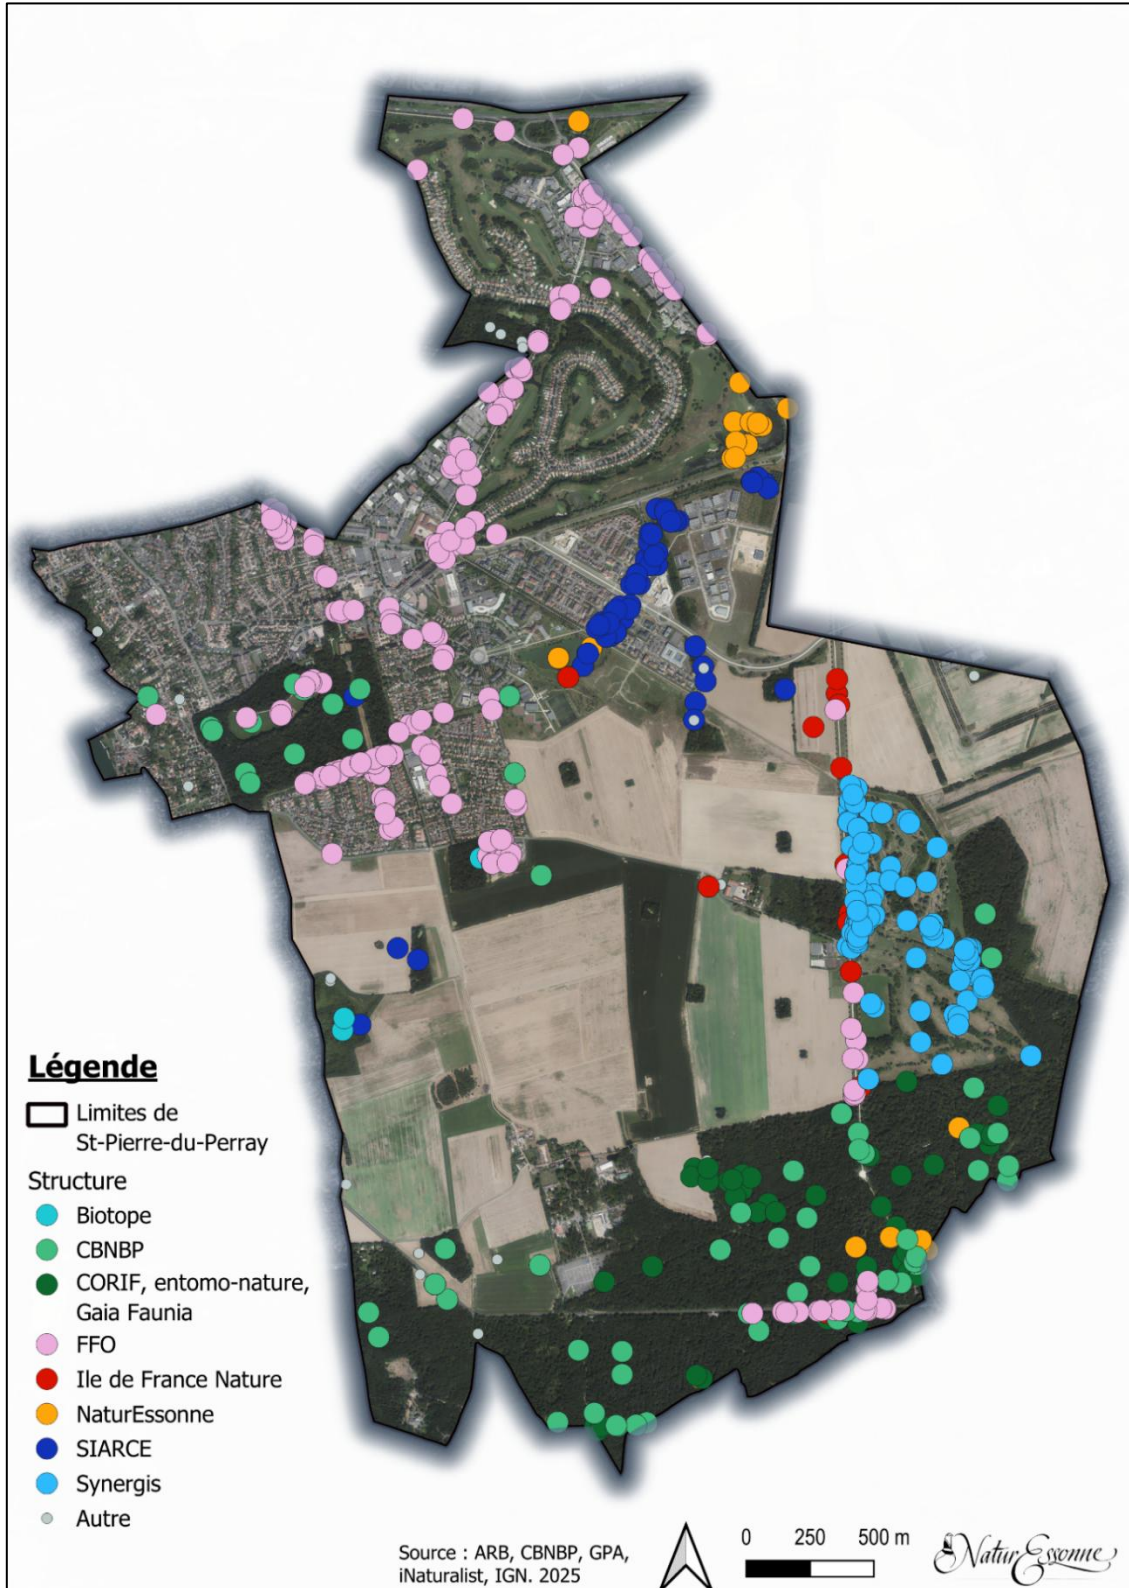 Légende
Limites de
St-Pierre-du-Perray
Structure
Biotope
CBNBP
CORIF, entomo-nature,
Gaia Faunia
FFO
Ile de France Nature
NaturEssonne
SIARCE
Synergis
Autre
Source : ARB, CBNBP, GPA,
iNaturalist, IGN. 2025
0 250 500 m
NaturEssonne